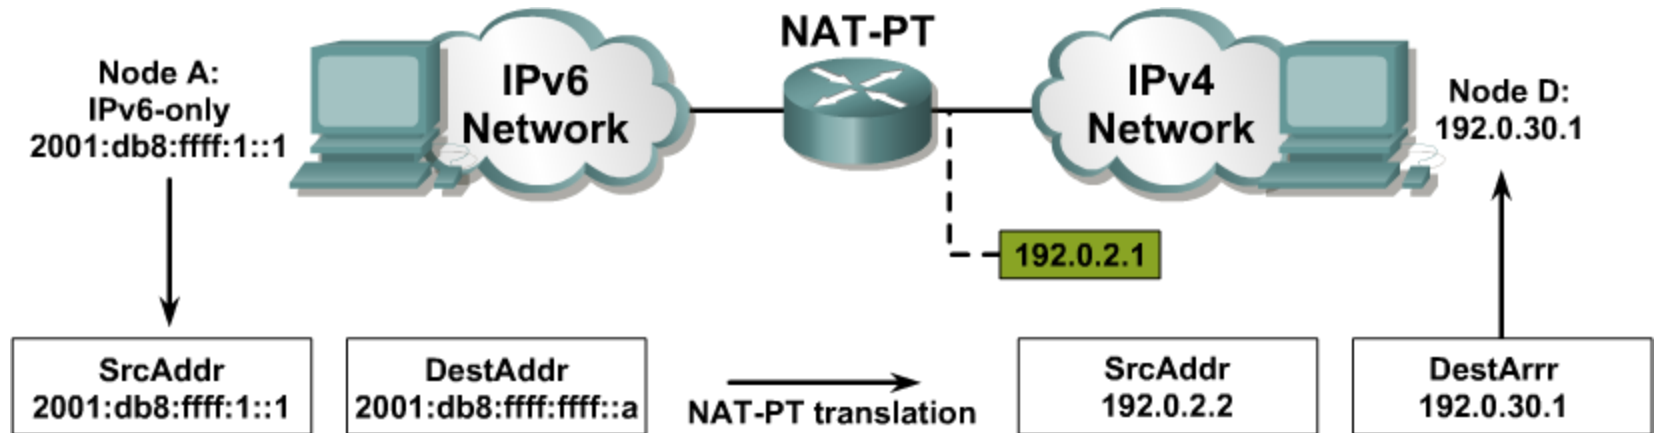 NAT-PT
Node A:
IPv6-only
2001:db8:ffff:1::1
IPv6
Network
IPv4
Network
Node D:
192.0.30.1
192.0.2.1
SrcAddr
2001:db8:ffff:1::1
DestAddr
2001:db8:ffff:ffff::a
NAT-PT translation
SrcAddr
192.0.2.2
DestArrr
192.0.30.1